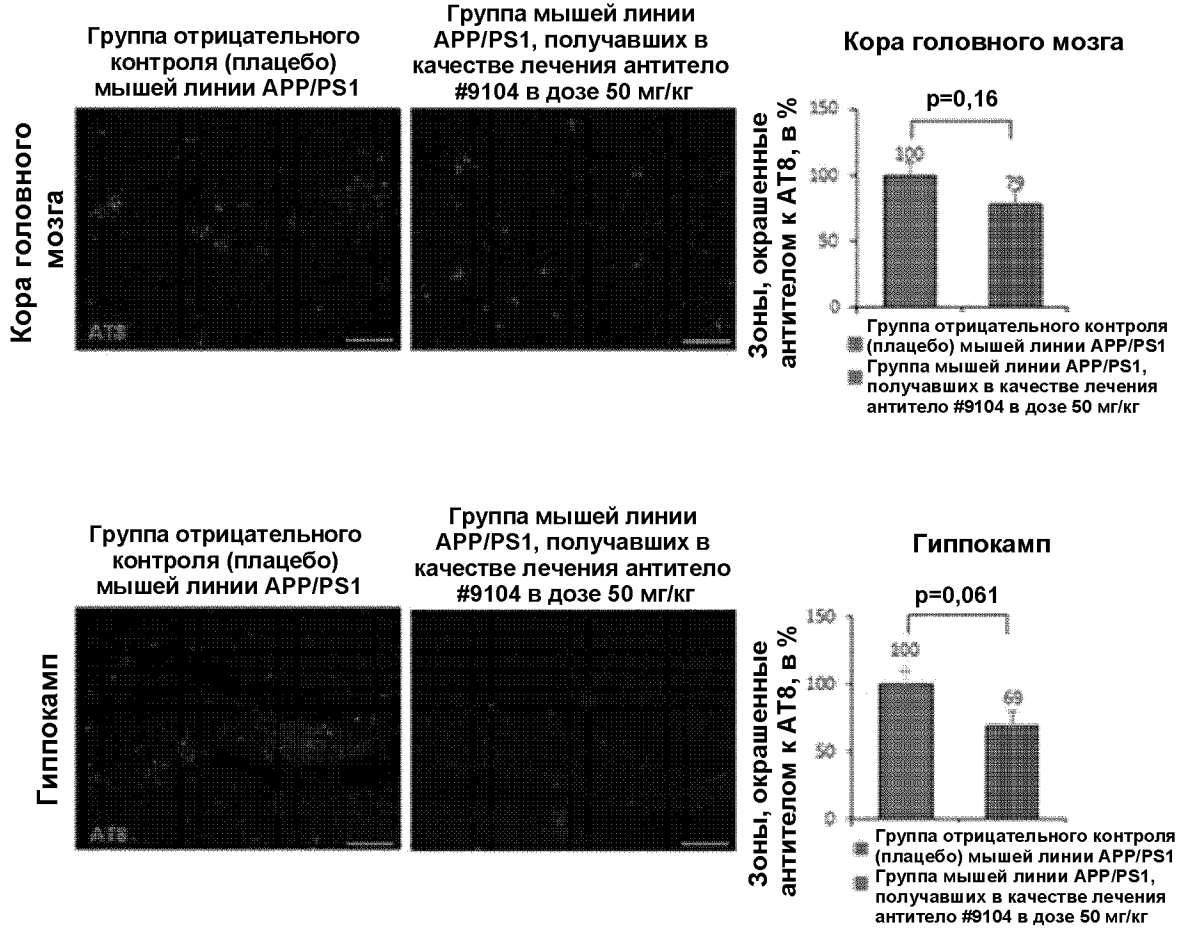 Группа отрицательного
контроля (плацебо)
мышей линии APP/PS1
Группа мышей линии
APP/PS1, получавших в
качестве лечения антитело
#9104 в дозе 50 мг/кг
Кора головного мозга
Кора головного
мозга
AT8
Зоны, окрашенные
антителом к AT8, в %
p=0,16
150
100
50
0
100
Группа отрицательного контроля
(плацебо) мышей линии APP/PS1
Группа мышей линии APP/PS1,
получавших в качестве лечения
антитело #9104 в дозе 50 мг/кг
Группа отрицательного
контроля (плацебо)
мышей линии APP/PS1
Группа мышей линии
APP/PS1, получавших в
качестве лечения антитело
#9104 в дозе 50 мг/кг
Гиппокамп
Гиппокамп
AT8
Зоны, окрашенные
антителом к AT8, в %
p=0,061
150
100
50
0
100
69
Группа отрицательного контроля
(плацебо) мышей линии APP/PS1
Группа мышей линии APP/PS1,
получавших в качестве лечения
антитело #9104 в дозе 50 мг/кг